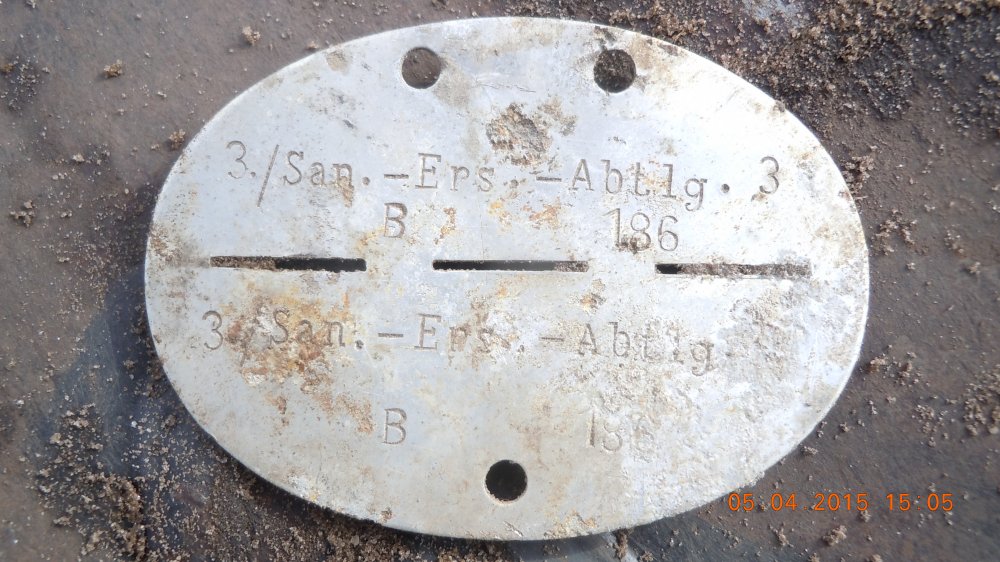 3./San.-Ers.-Abtlg. 3
B 186
3./San.-Ers.-Abtlg.
B 186
05.04.2015 15:05